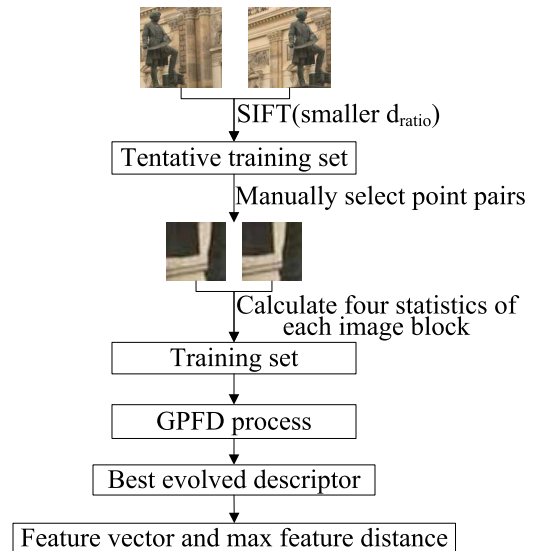 SIFT(smaller d_ratio)
Tentative training set
Manually select point pairs
Calculate four statistics of
each image block
Training set
GPFD process
Best evolved descriptor
Feature vector and max feature distance